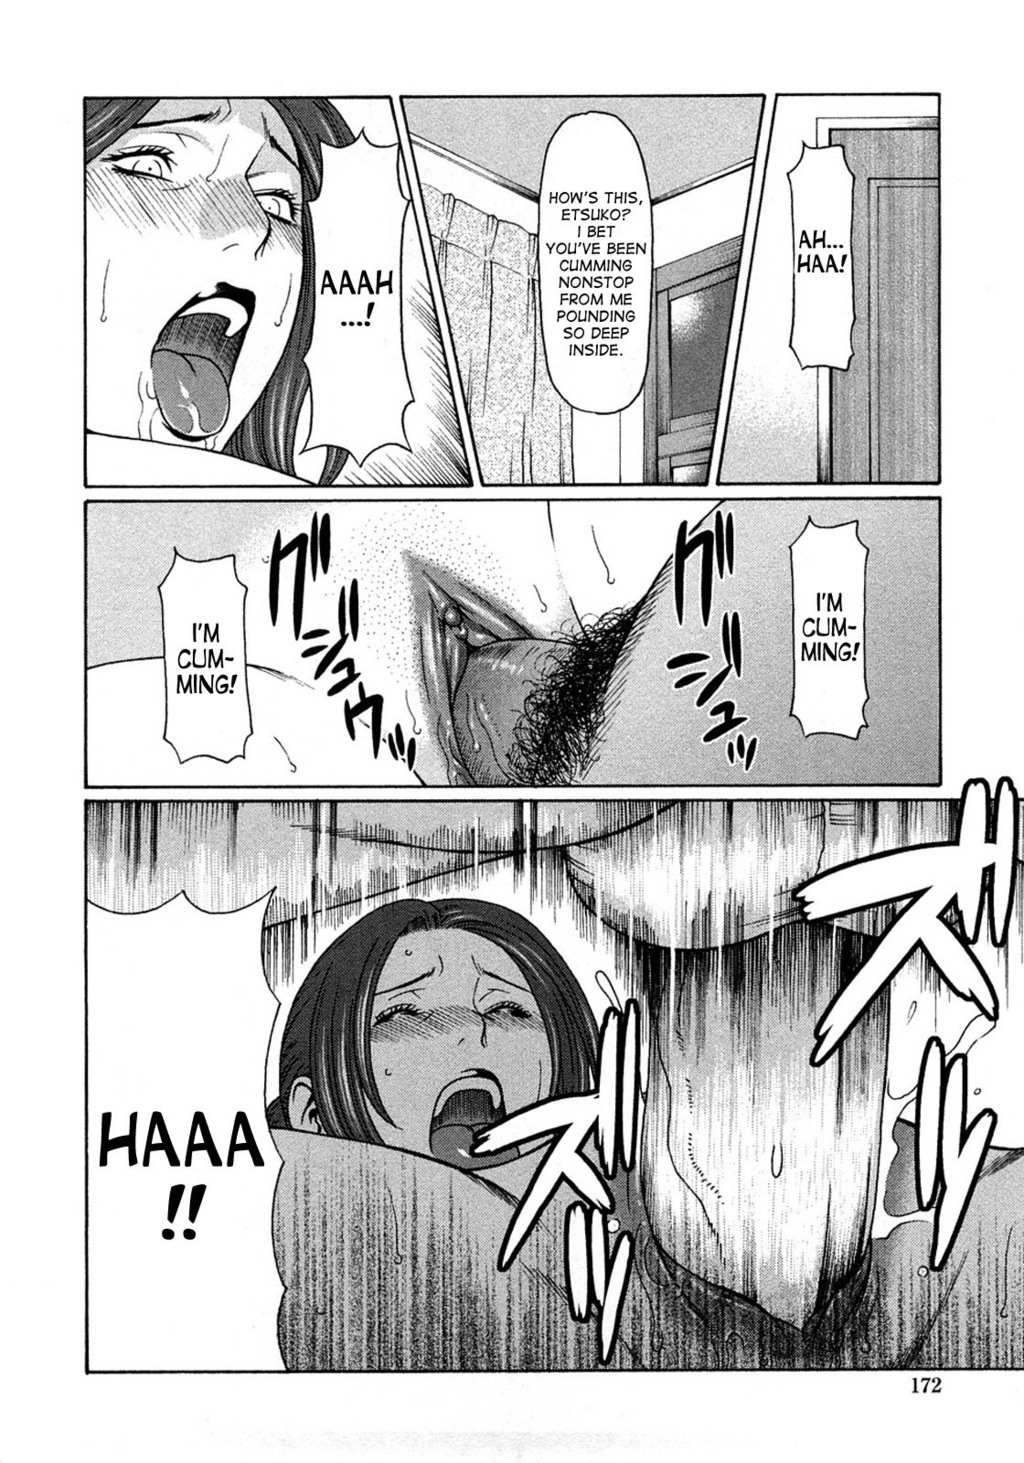 AH...
HAA!
HOW'S THIS,
ETSUKO?
I BET
YOU'VE BEEN
CUMMING
NONSTOP
FROM ME
POUNDING
SO DEEP
INSIDE.
AAAH
...!
I'M
CUM-
MING!
グッ
ジュッ
グ"
ジュ
ウゥ
I'M
CUM-
MING!
ズ
ズ
HAAA
!!
172